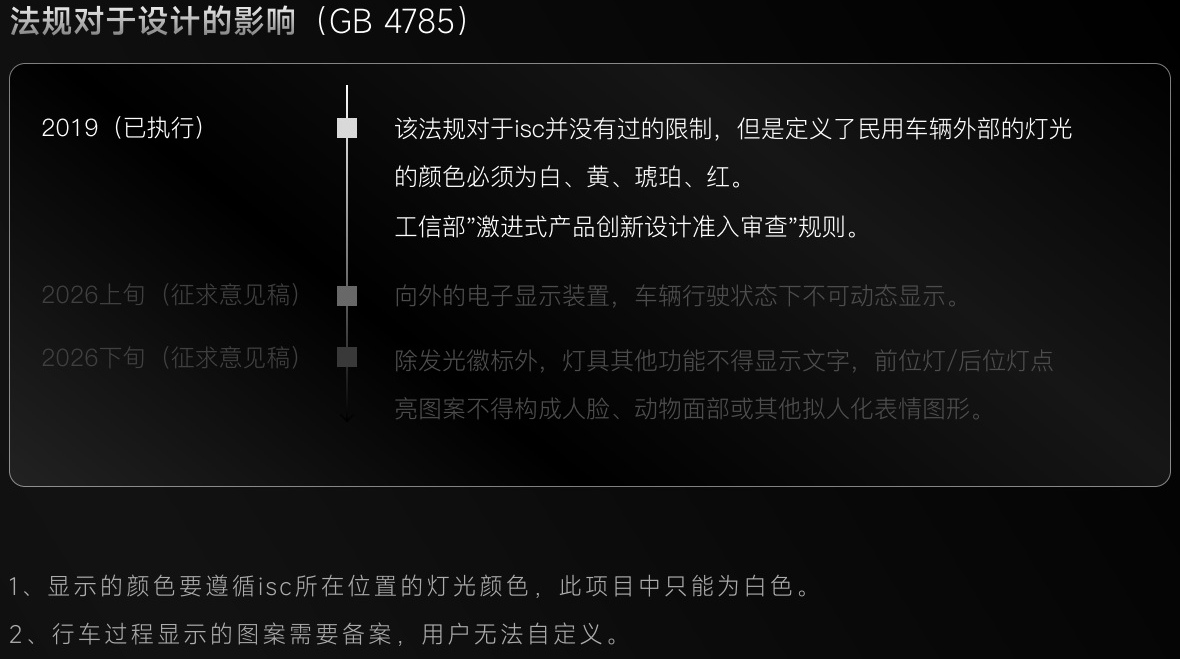 法规对于设计的影响（GB 4785）
2019（已执行）
该法规对于isc并没有过的限制，但是定义了民用车辆外部的灯光
的颜色必须为白、黄、琥珀、红。
工信部”激进式产品创新设计准入审查”规则。
2026上旬（征求意见稿）
向外的电子显示装置，车辆行驶状态下不可动态显示。
2026下旬（征求意见稿）
除发光徽标外，灯具其他功能不得显示文字，前位灯/后位灯点
亮图案不得构成人脸、动物面部或其他拟人化表情图形。
1、显示的颜色要遵循isc所在位置的灯光颜色，此项目中只能为白色。
2、行车过程显示的图案需要备案，用户无法自定义。